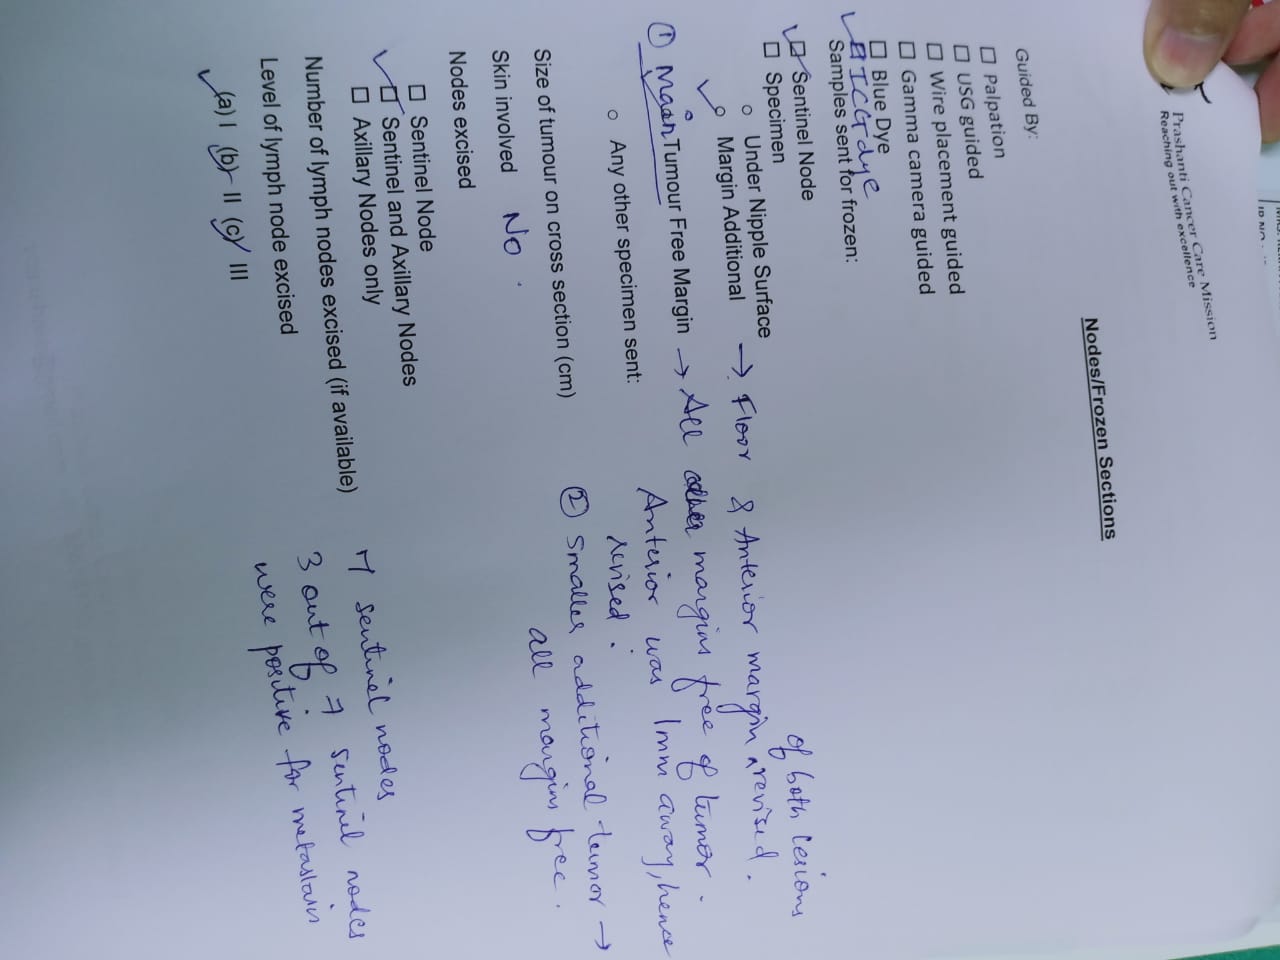 Prashanti Cancer Care Mission
Reaching out with excellence
Nodes/Frozen Sections
Guided By:
☐ Palpation
☐ USG guided
☐ Wire placement guided
☐ Gamma camera guided
☐ Blue Dye
✓☐ ICG dye
Samples sent for frozen:
☑ Sentinel Node
☐ Specimen
○ Under Nipple Surface
✓○ Margin Additional → Floor & Anterior margin of both lesions revised.
① Main Tumour Free Margin → All other margins free of tumor.
Anterior was 1mm away, hence
revised.
○ Any other specimen sent:
② Smaller additional tumor →
all margins free.
Size of tumour on cross section (cm)
Skin involved No.
Nodes excised
☐ Sentinel Node
☑ Sentinel and Axillary Nodes
☐ Axillary Nodes only
Number of lymph nodes excised (if available) 7 sentinel nodes
3 out of 7 sentinel nodes
were positive for metastasis
Level of lymph node excised
✓(a) I (b) II (c) III